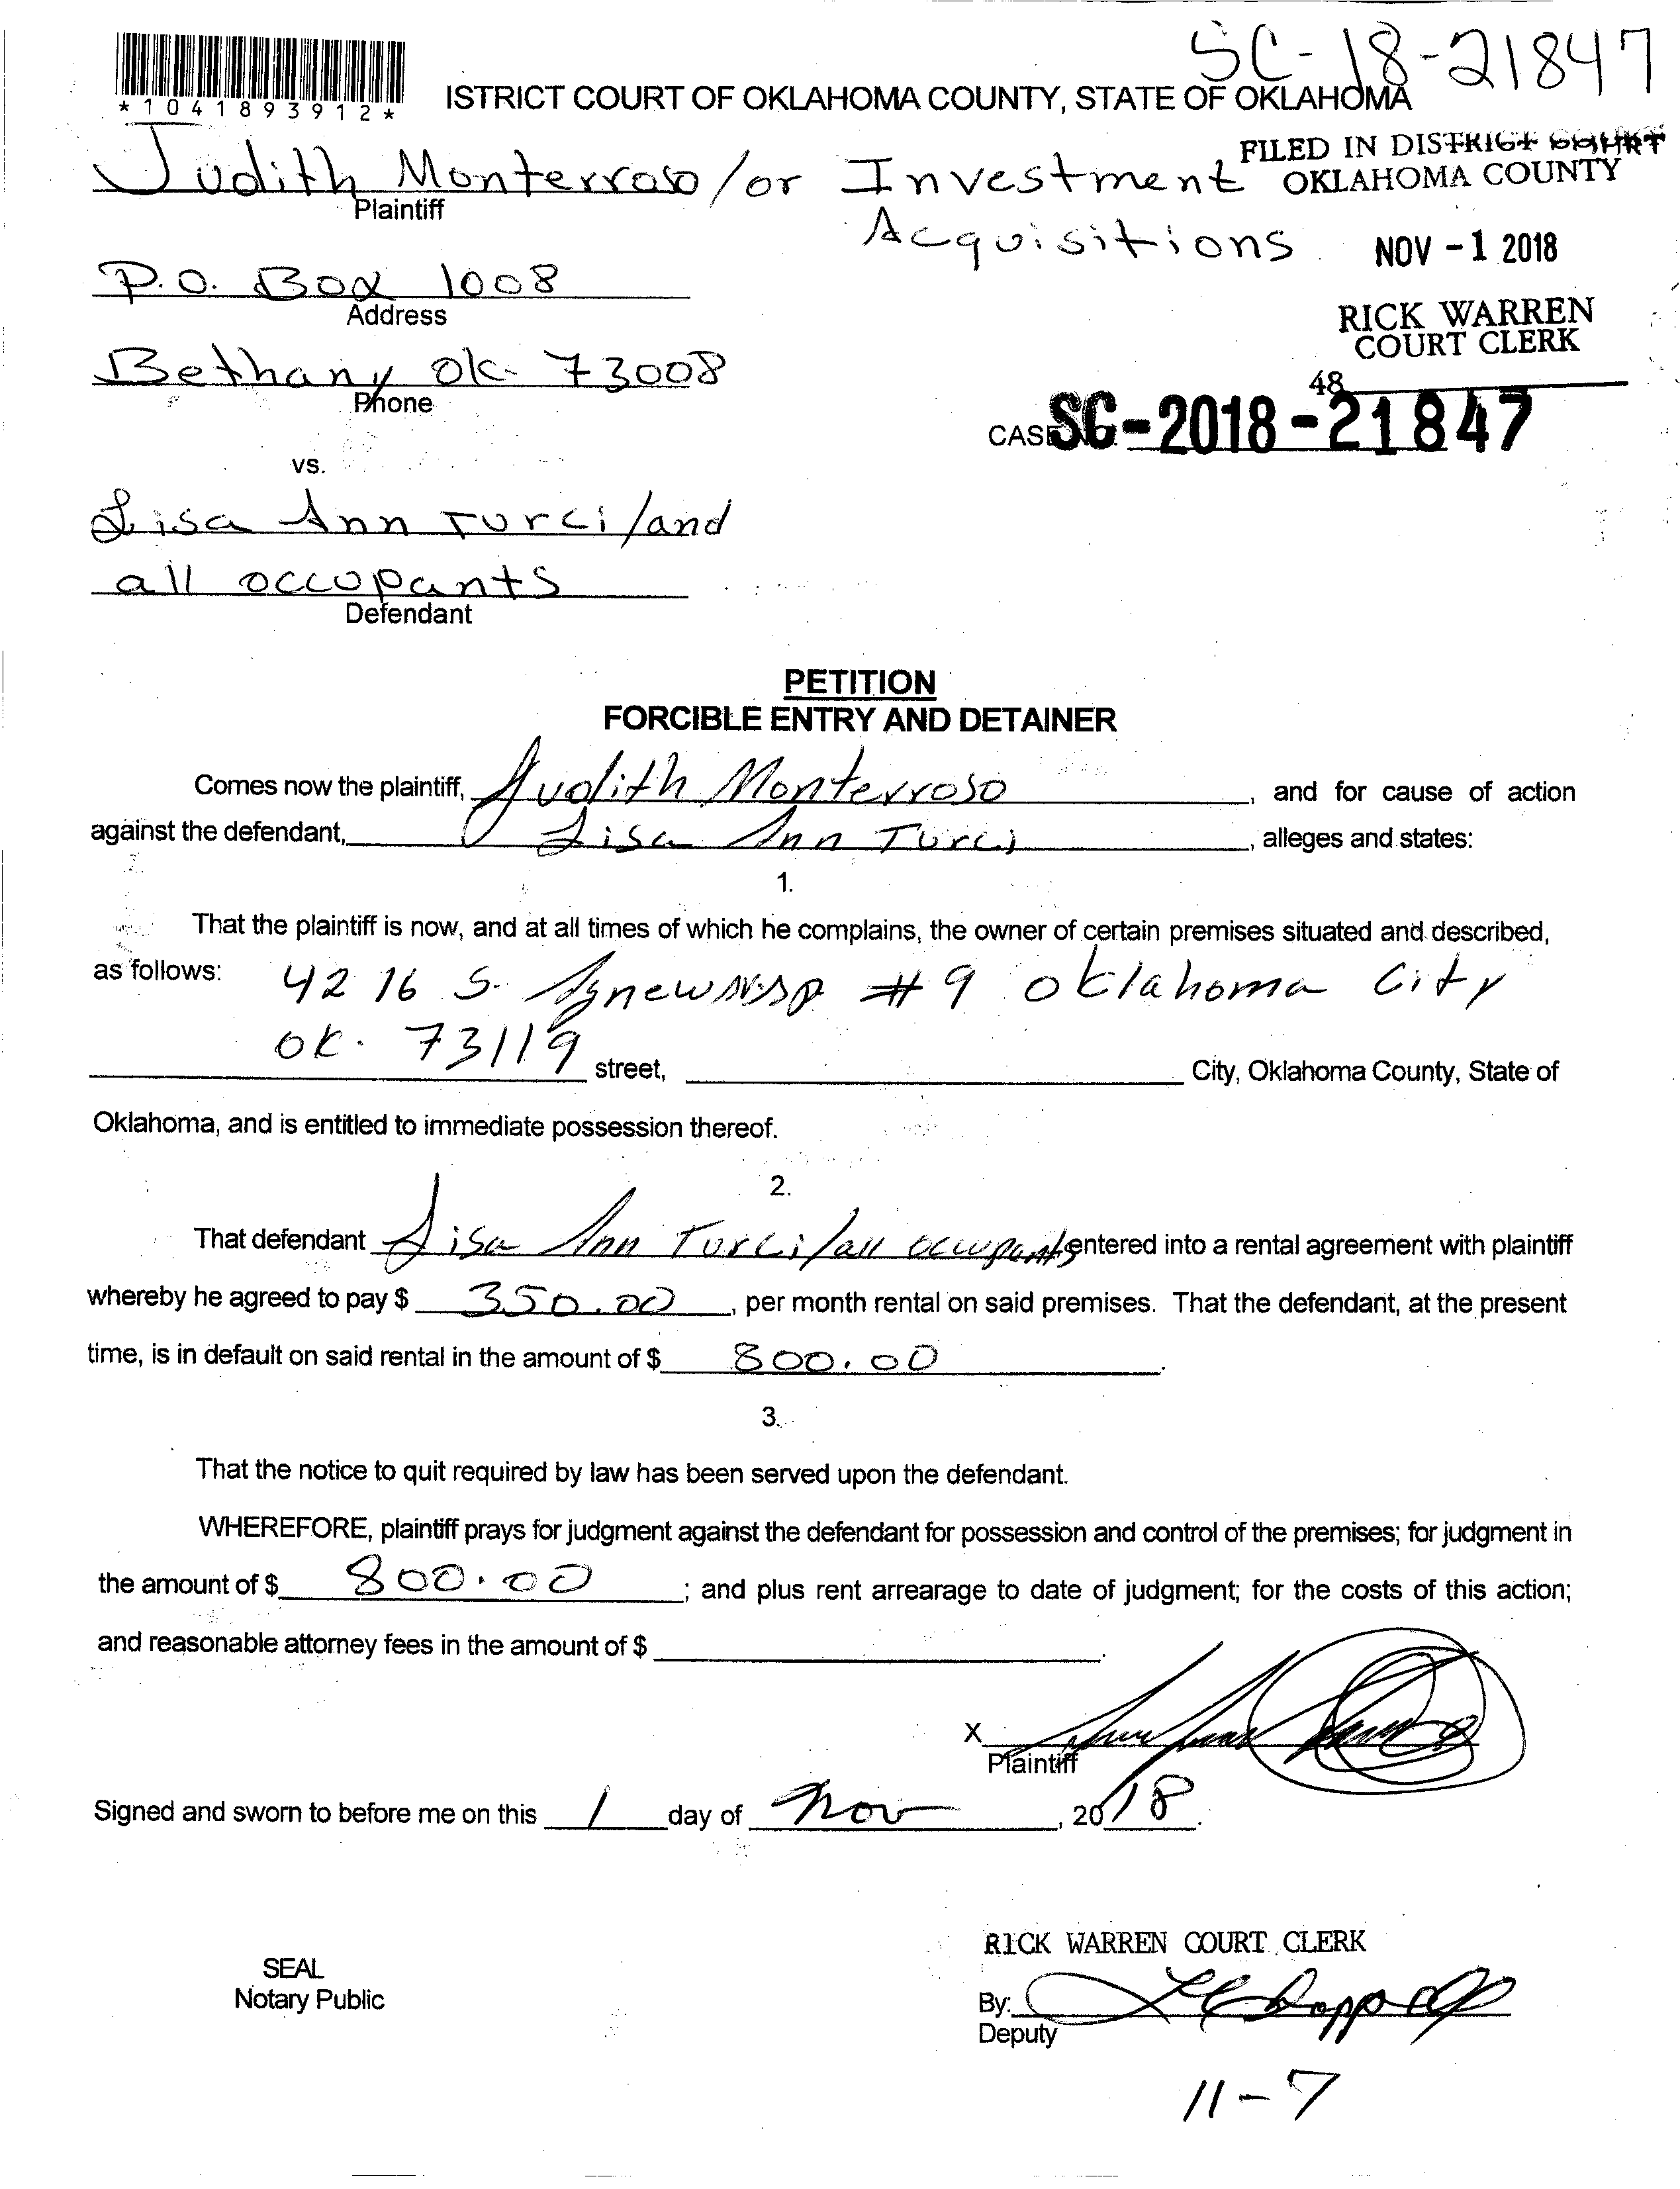 SC-18-21847
*1041893912*
ISTRICT COURT OF OKLAHOMA COUNTY, STATE OF OKLAHOMA
FILED IN DISTRICT COURT
OKLAHOMA COUNTY
Judith Monterroso/or Investment
Plaintiff
Acquisitions
NOV -1 2018
P.O. Box 1008
Address
RICK WARREN
COURT CLERK
Bethany Ok. 73008
Phone
48
CASE SC-2018-21847
vs.
Lisa Ann Turci/and
all occupants
Defendant
PETITION
FORCIBLE ENTRY AND DETAINER
Comes now the plaintiff, Judith Monterroso, and for cause of action
against the defendant, Lisa Ann Turci, alleges and states:
1.
That the plaintiff is now, and at all times of which he complains, the owner of certain premises situated and described,
as follows: 4216 S. Agnew #9 Oklahoma City
OK. 73119 street, City, Oklahoma County, State of
Oklahoma, and is entitled to immediate possession thereof.
2.
That defendant Lisa Ann Turci/all occupants entered into a rental agreement with plaintiff
whereby he agreed to pay $ 350.00, per month rental on said premises. That the defendant, at the present
time, is in default on said rental in the amount of $ 800.00.
3.
That the notice to quit required by law has been served upon the defendant.
WHEREFORE, plaintiff prays for judgment against the defendant for possession and control of the premises; for judgment in
the amount of $ 800.00; and plus rent arrearage to date of judgment; for the costs of this action;
and reasonable attorney fees in the amount of $ .
X
Plaintiff
Signed and sworn to before me on this 1 day of Nov, 2018.
RICK WARREN COURT CLERK
SEAL
Notary Public
By:
Deputy
11-7